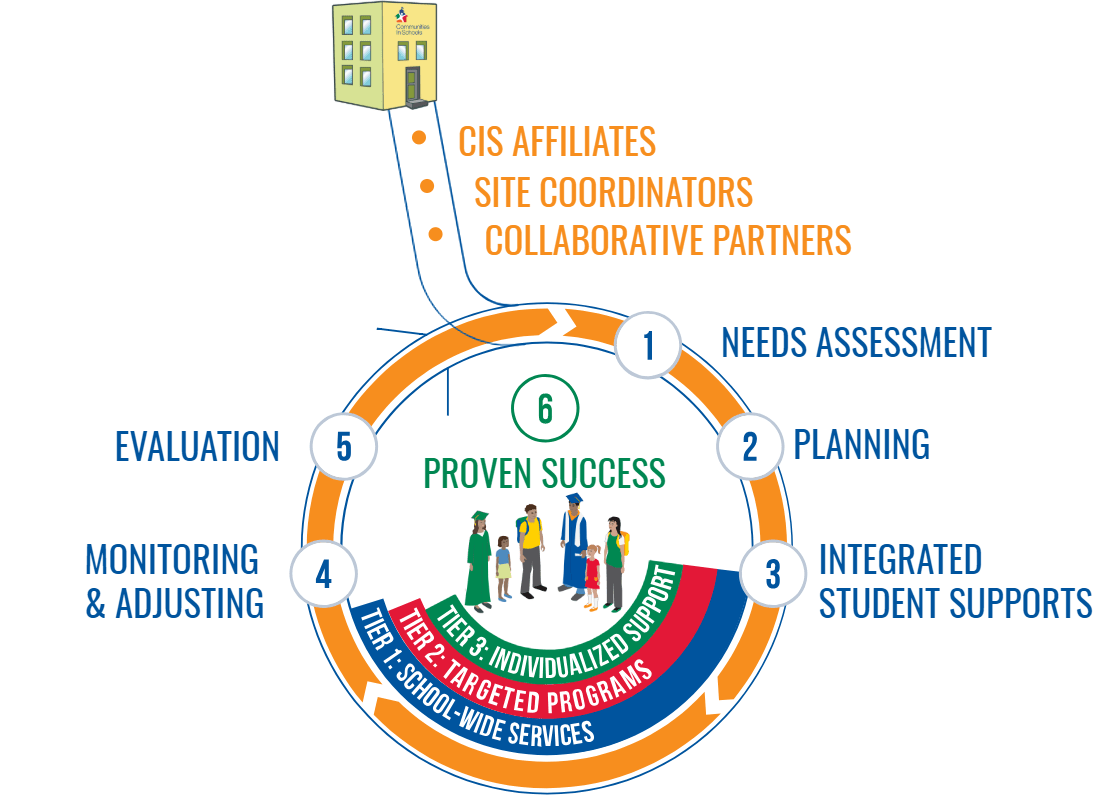 Communities
In Schools
CIS AFFILIATES
SITE COORDINATORS
COLLABORATIVE PARTNERS
1
NEEDS ASSESSMENT
2
PLANNING
3
INTEGRATED
STUDENT SUPPORTS
4
MONITORING
& ADJUSTING
5
EVALUATION
6
PROVEN SUCCESS
TIER 3: INDIVIDUALIZED SUPPORT
TIER 2: TARGETED PROGRAMS
TIER 1: SCHOOL-WIDE SERVICES